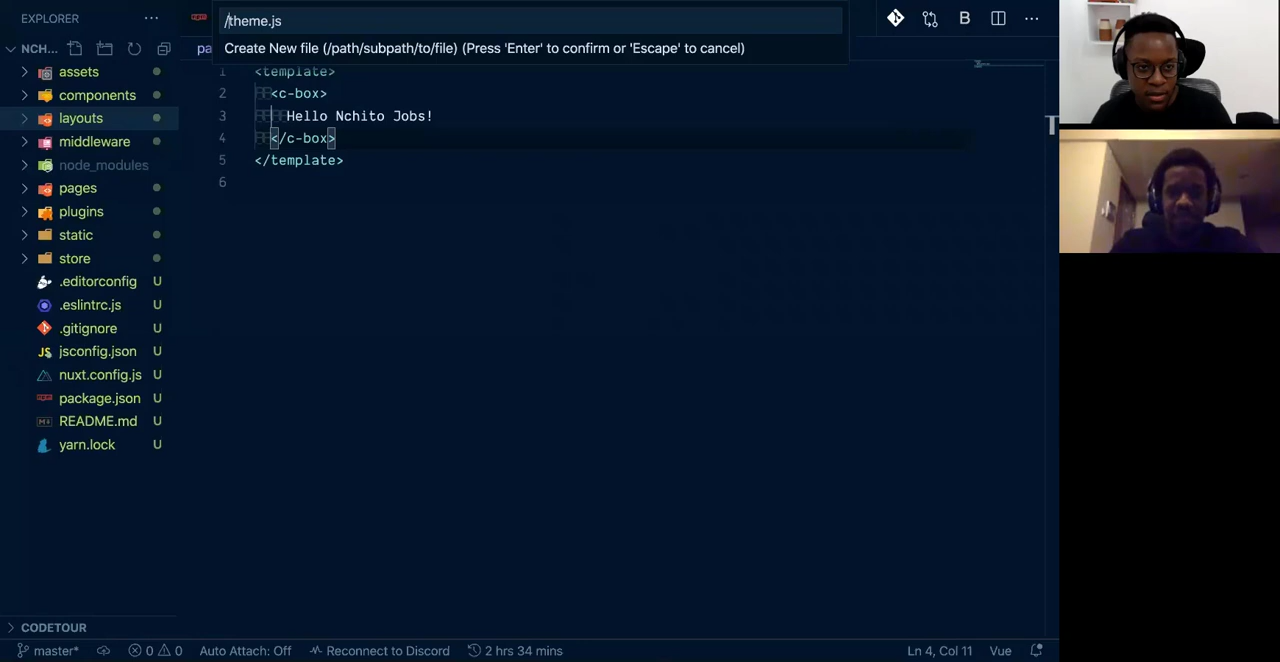 EXPLORER
/theme.js
Create New file (/path/subpath/to/file) (Press 'Enter' to confirm or 'Escape' to cancel)
B
NCH...
pa
assets
components
layouts
middleware
node_modules
pages
plugins
static
store
.editorconfig U
.eslintrc.js U
.gitignore U
JS jsconfig.json U
nuxt.config.js U
package.json U
README.md U
yarn.lock U
1 <template>
2 <c-box>
3 Hello Nchito Jobs!
4 </c-box>
5 </template>
6
CODETOUR
master* 0 0 Auto Attach: Off Reconnect to Discord 2 hrs 34 mins Ln 4, Col 11 Vue